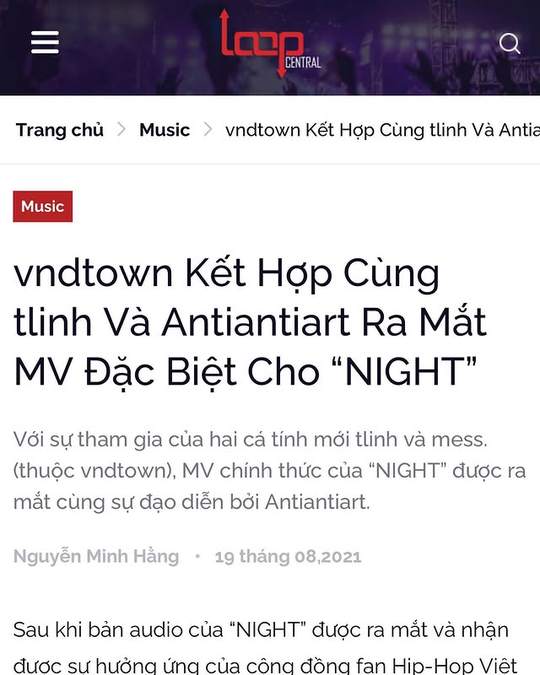 Loop
CENTRAL
Trang chủ > Music > vndtown Kết Hợp Cùng tlinh Và Antia
Music
vndtown Kết Hợp Cùng
tlinh Và Antiantiart Ra Mắt
MV Đặc Biệt Cho “NIGHT”
Với sự tham gia của hai cá tính mới tlinh và mess.
(thuộc vndtown), MV chính thức của “NIGHT” được ra
mắt cùng sự đạo diễn bởi Antiantiart.
Nguyễn Minh Hằng • 19 tháng 08,2021
Sau khi bản audio của “NIGHT” được ra mắt và nhận
được sự hưởng ứng của cộng đồng fan Hip-Hop Việt